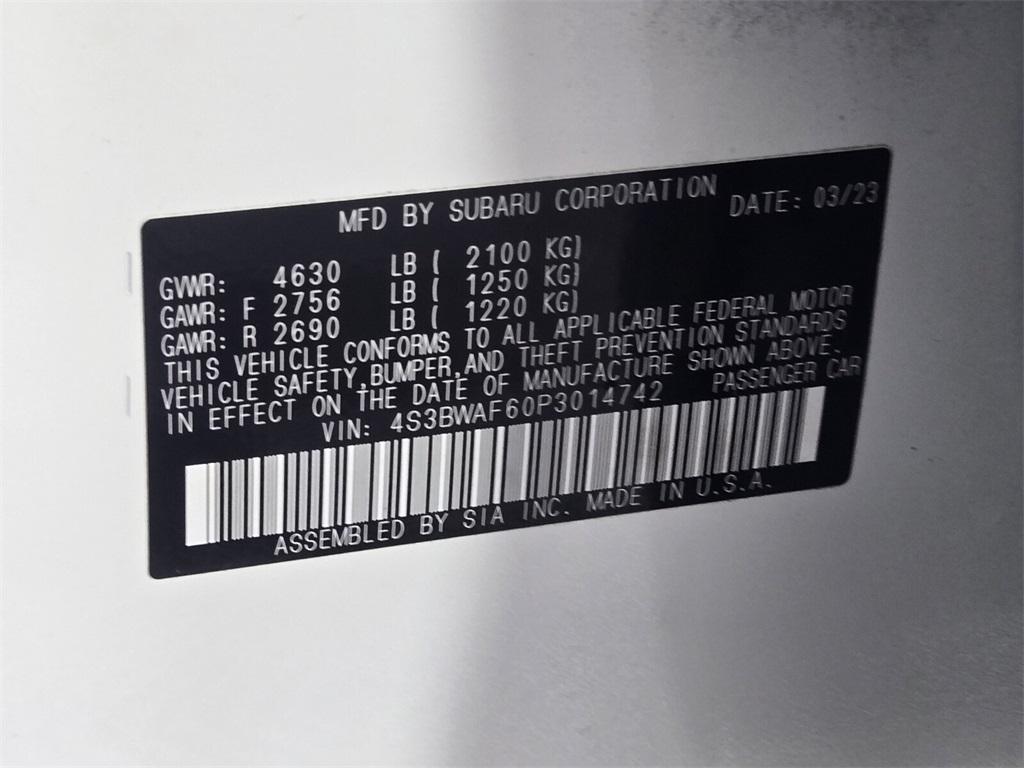 MFD BY SUBARU CORPORATION DATE: 03/23
GVWR: 4630 LB ( 2100 KG)
GAWR: F 2756 LB ( 1250 KG)
GAWR: R 2690 LB ( 1220 KG)
THIS VEHICLE CONFORMS TO ALL APPLICABLE FEDERAL MOTOR
VEHICLE SAFETY,BUMPER,AND THEFT PREVENTION STANDARDS
IN EFFECT ON THE DATE OF MANUFACTURE SHOWN ABOVE.
VIN: 4S3BWAF60P3014742 PASSENGER CAR
ASSEMBLED BY SIA INC. MADE IN U.S.A.